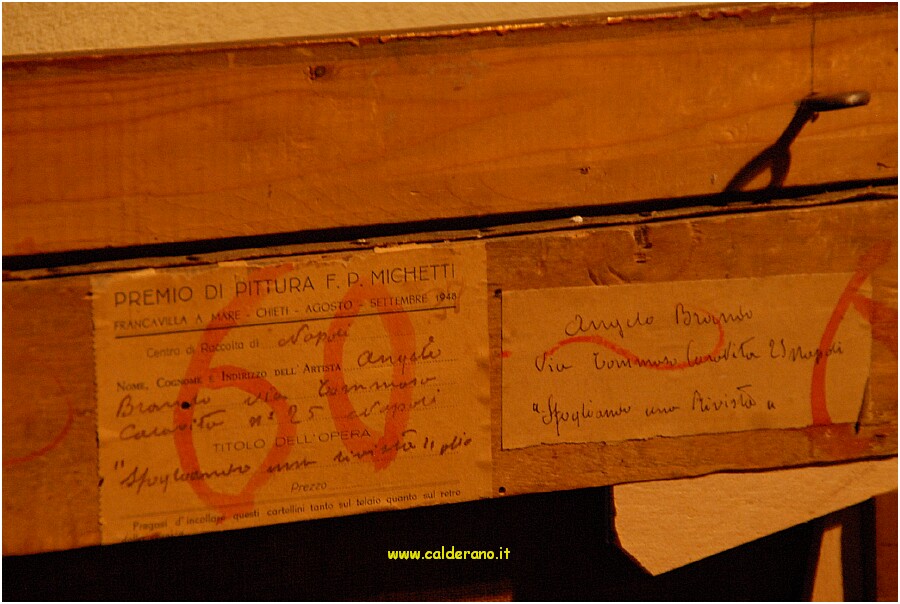 PREMIO DI PITTURA F. P. MICHETTI
FRANCAVILLA A MARE - CHIETI - AGOSTO - SETTEMBRE 1948
Centro di Raccolta di Napoli
NOME, COGNOME E INDIRIZZO DELL'ARTISTA Angelo
Brando Via Tommaso
Caravita n° 25 Napoli
TITOLO DELL'OPERA
"Sfogliando una rivista" olio
Prezzo
Pregasi d'incollare questi cartellini tanto sul telaio quanto sul retro
60
Angelo Brando
Via Tommaso Caravita 25 Napoli
"Sfogliando una Rivista"
6
www.calderano.it